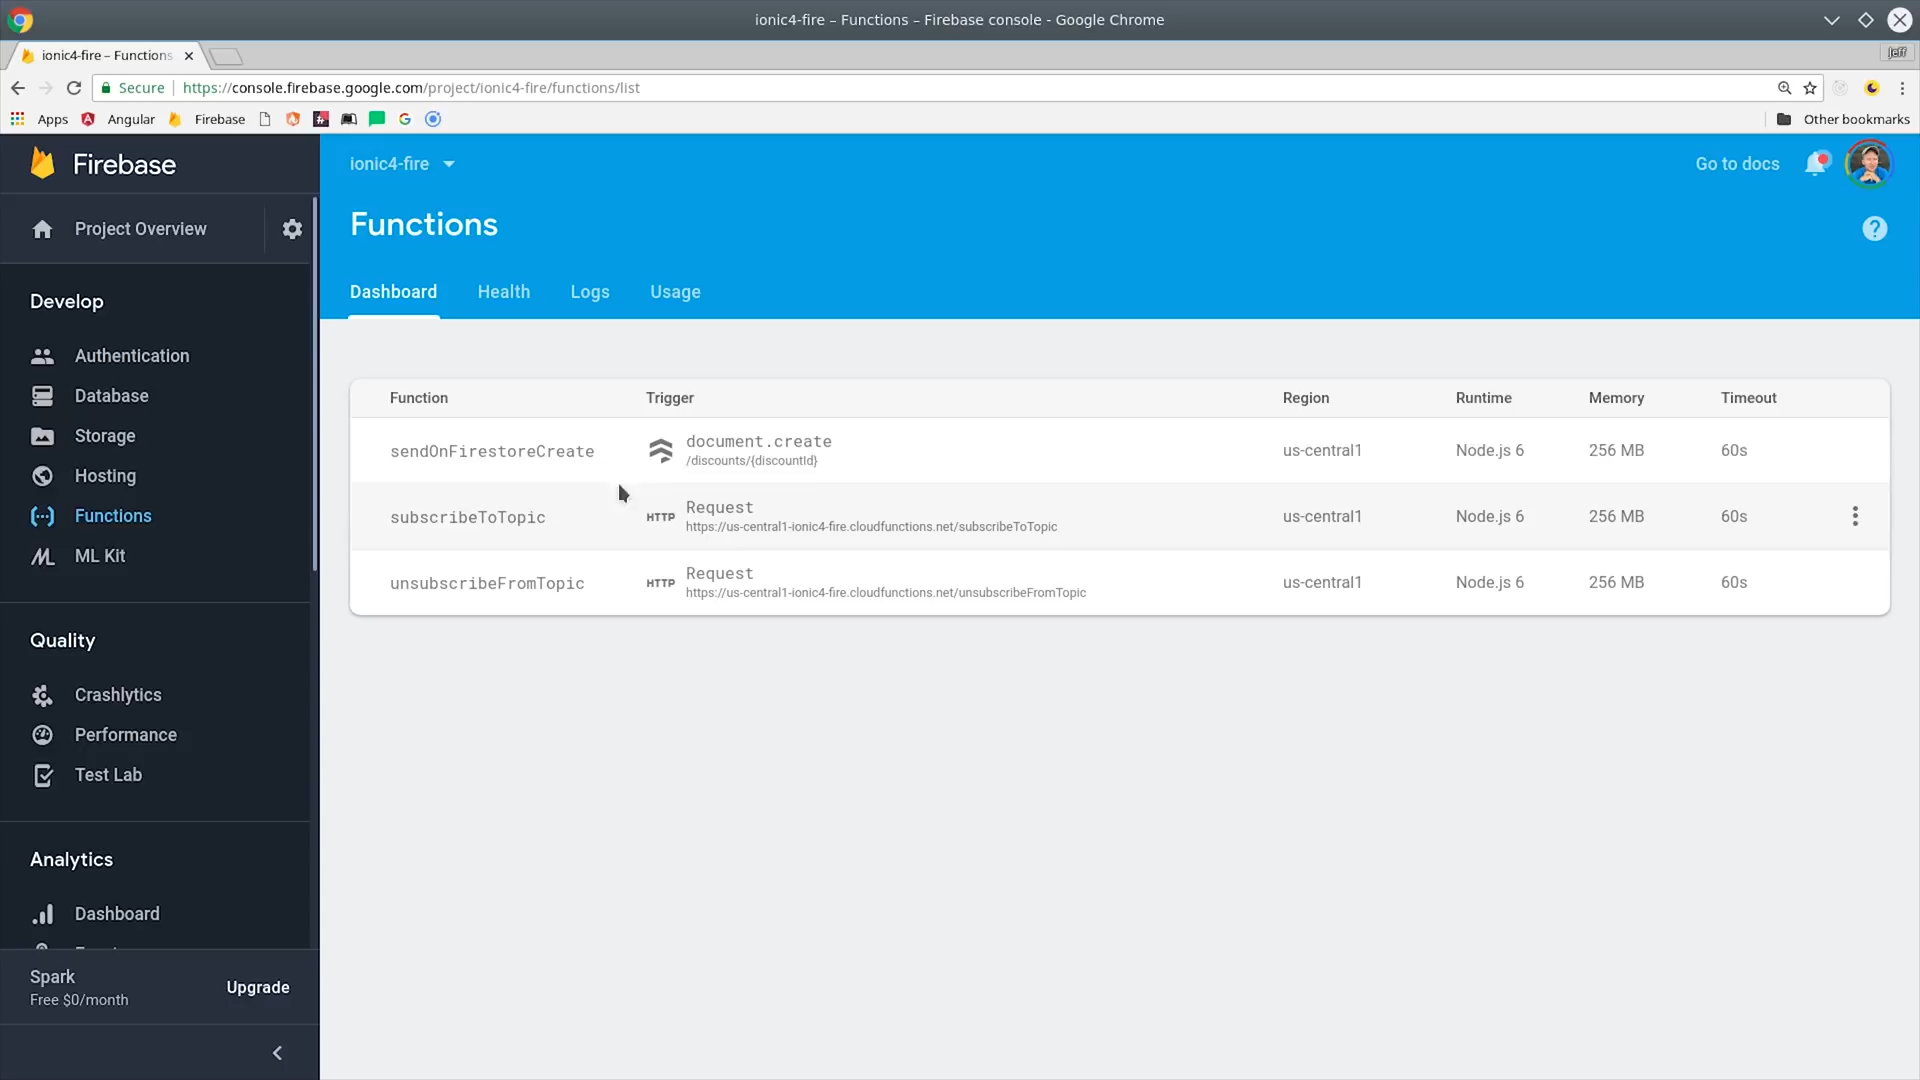 ionic4-fire – Functions – Firebase console - Google Chrome
ionic4-fire – Functions
Jeff
Secure
https://console.firebase.google.com/project/ionic4-fire/functions/list
Apps
Angular
Firebase
Other bookmarks
Firebase
Project Overview
Develop
Authentication
Database
Storage
Hosting
Functions
ML Kit
Quality
Crashlytics
Performance
Test Lab
Analytics
Dashboard
Spark
Free $0/month
Upgrade
ionic4-fire
Go to docs
Functions
?
Dashboard Health Logs Usage
Function Trigger Region Runtime Memory Timeout
sendOnFirestoreCreate document.create us-central1 Node.js 6 256 MB 60s
/discounts/{discountId}
subscribeToTopic HTTP Request us-central1 Node.js 6 256 MB 60s
https://us-central1-ionic4-fire.cloudfunctions.net/subscribeToTopic
unsubscribeFromTopic HTTP Request us-central1 Node.js 6 256 MB 60s
https://us-central1-ionic4-fire.cloudfunctions.net/unsubscribeFromTopic